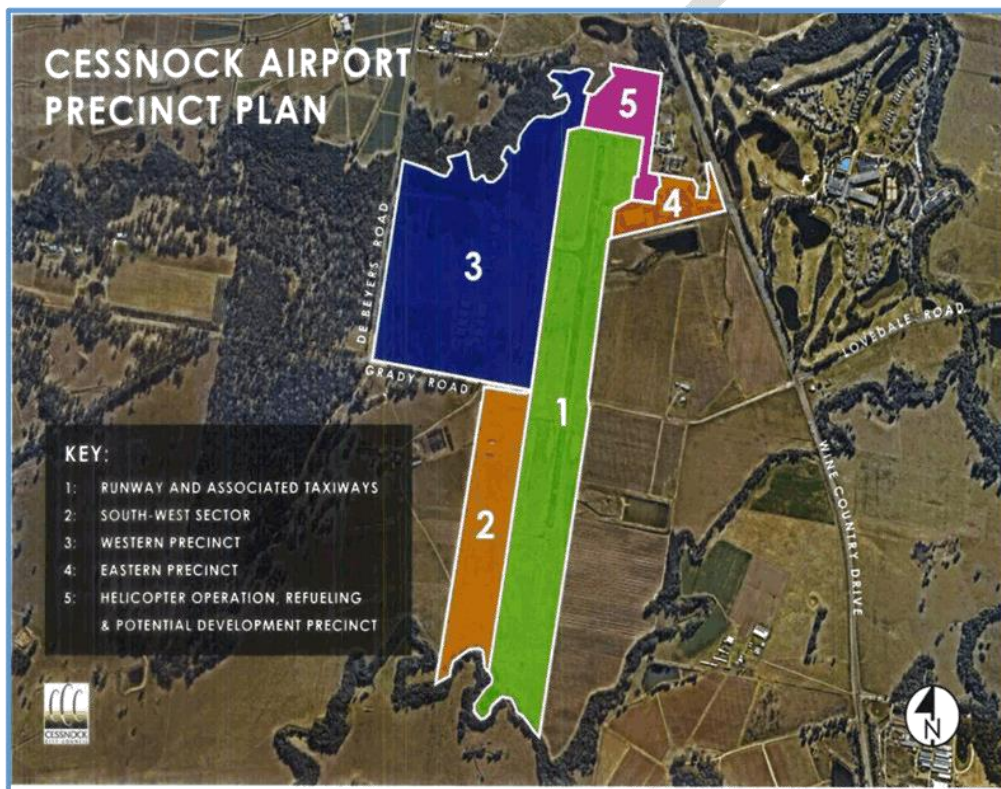 CESSNOCK AIRPORT
PRECINCT PLAN
5
4
3
DE BEYERS ROAD
GRADY ROAD
LOVEDALE ROAD
1
WINE COUNTRY DRIVE
2
KEY:
1: RUNWAY AND ASSOCIATED TAXIWAYS
2: SOUTH-WEST SECTOR
3: WESTERN PRECINCT
4: EASTERN PRECINCT
5: HELICOPTER OPERATION, REFUELING
& POTENTIAL DEVELOPMENT PRECINCT
CESSNOCK
CITY COUNCIL
N